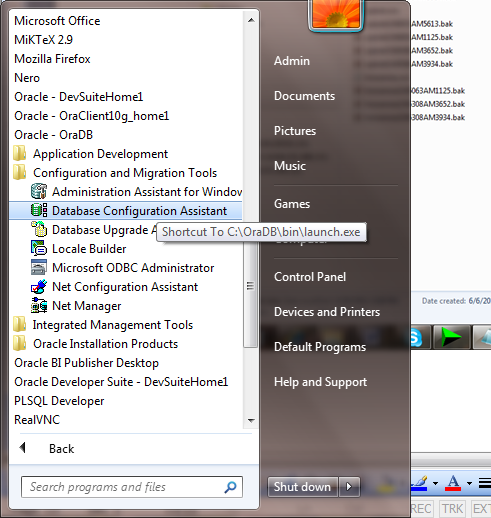 Microsoft Office
MiKTeX 2.9
Mozilla Firefox
Nero
Oracle - DevSuiteHome1
Oracle - OraClient10g_home1
Oracle - OraDB
Application Development
Configuration and Migration Tools
Administration Assistant for Window
Database Configuration Assistant
Database Upgrade A
Shortcut To C:\OraDB\bin\launch.exe
Locale Builder
Microsoft ODBC Administrator
Net Configuration Assistant
Net Manager
Integrated Management Tools
Oracle Installation Products
Oracle BI Publisher Desktop
Oracle Developer Suite - DevSuiteHome1
PLSQL Developer
RealVNC
Back
Search programs and files
Admin
Documents
Pictures
Music
Games
Computer
Control Panel
Devices and Printers
Default Programs
Help and Support
Shut down
AM5613.bak
AM1125.bak
AM3652.bak
AM3934.bak
5063AM1125.bak
5308AM3652.bak
5308AM3934.bak
Date created: 6/6/20
A
REC TRK EXT